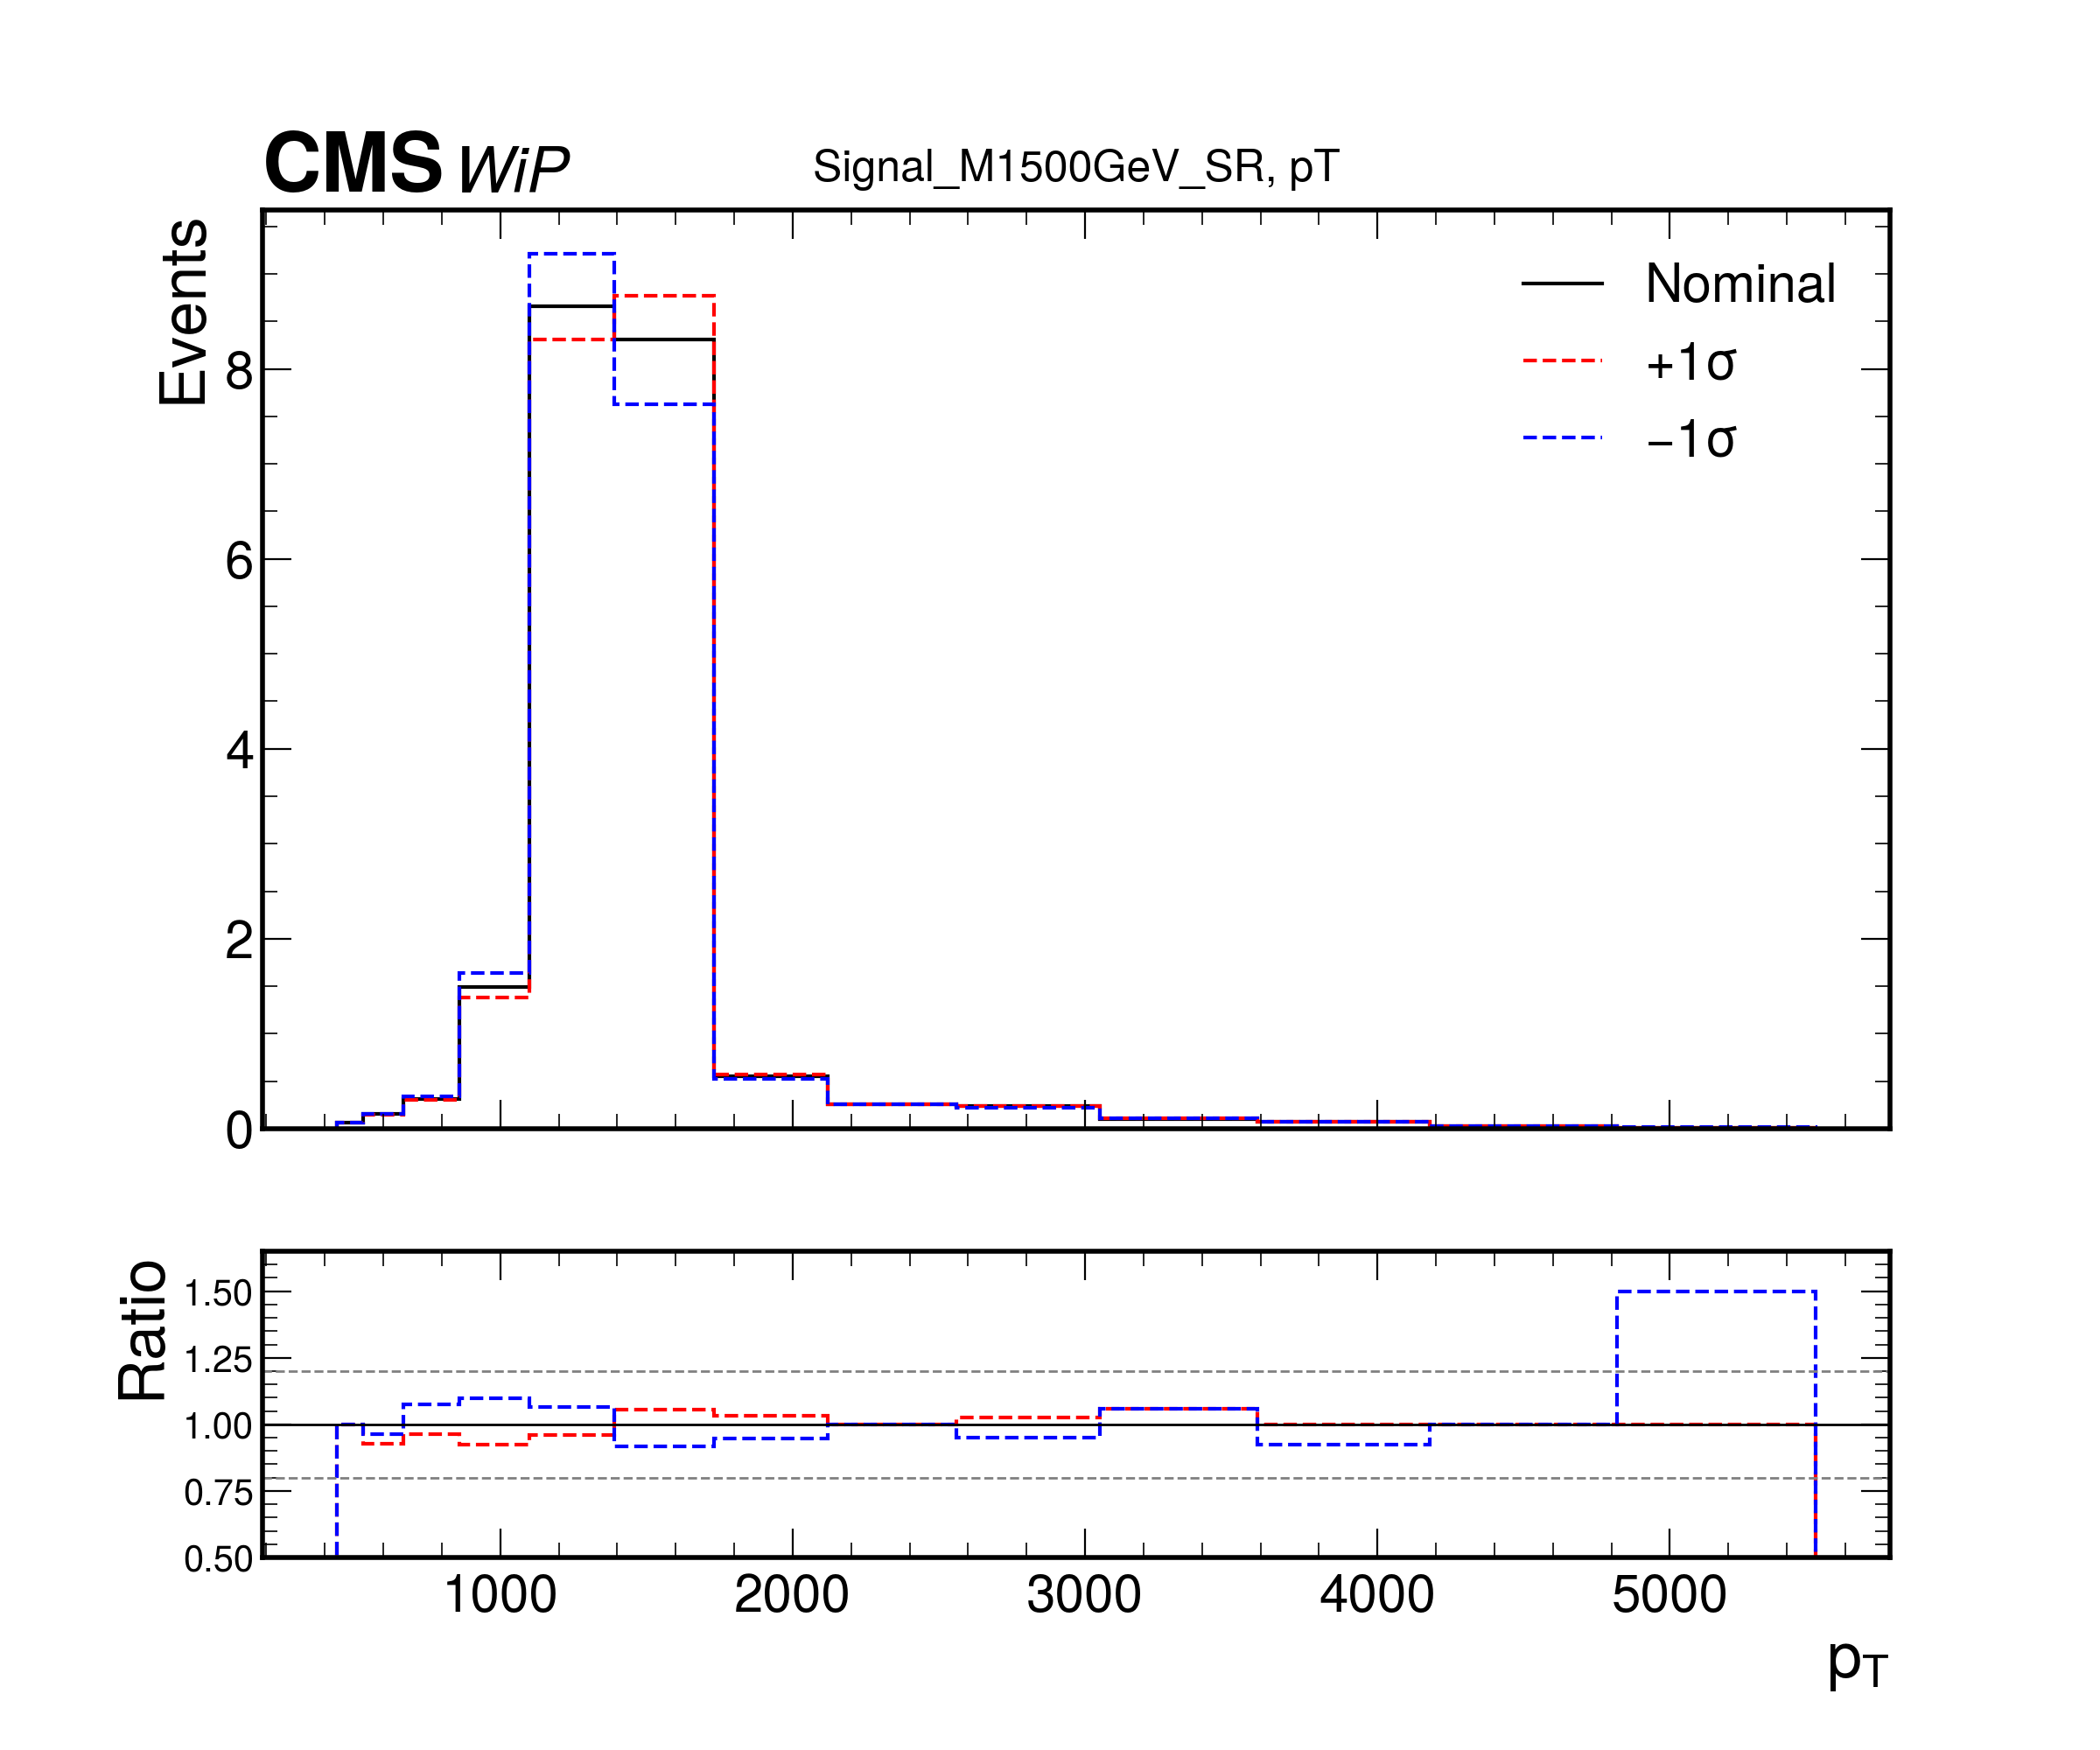 CMS WiP Signal_M1500GeV_SR, pT
Events
8
6
4
2
0
Nominal
+1σ
−1σ
Ratio
1.50
1.25
1.00
0.75
0.50
1000 2000 3000 4000 5000
pT